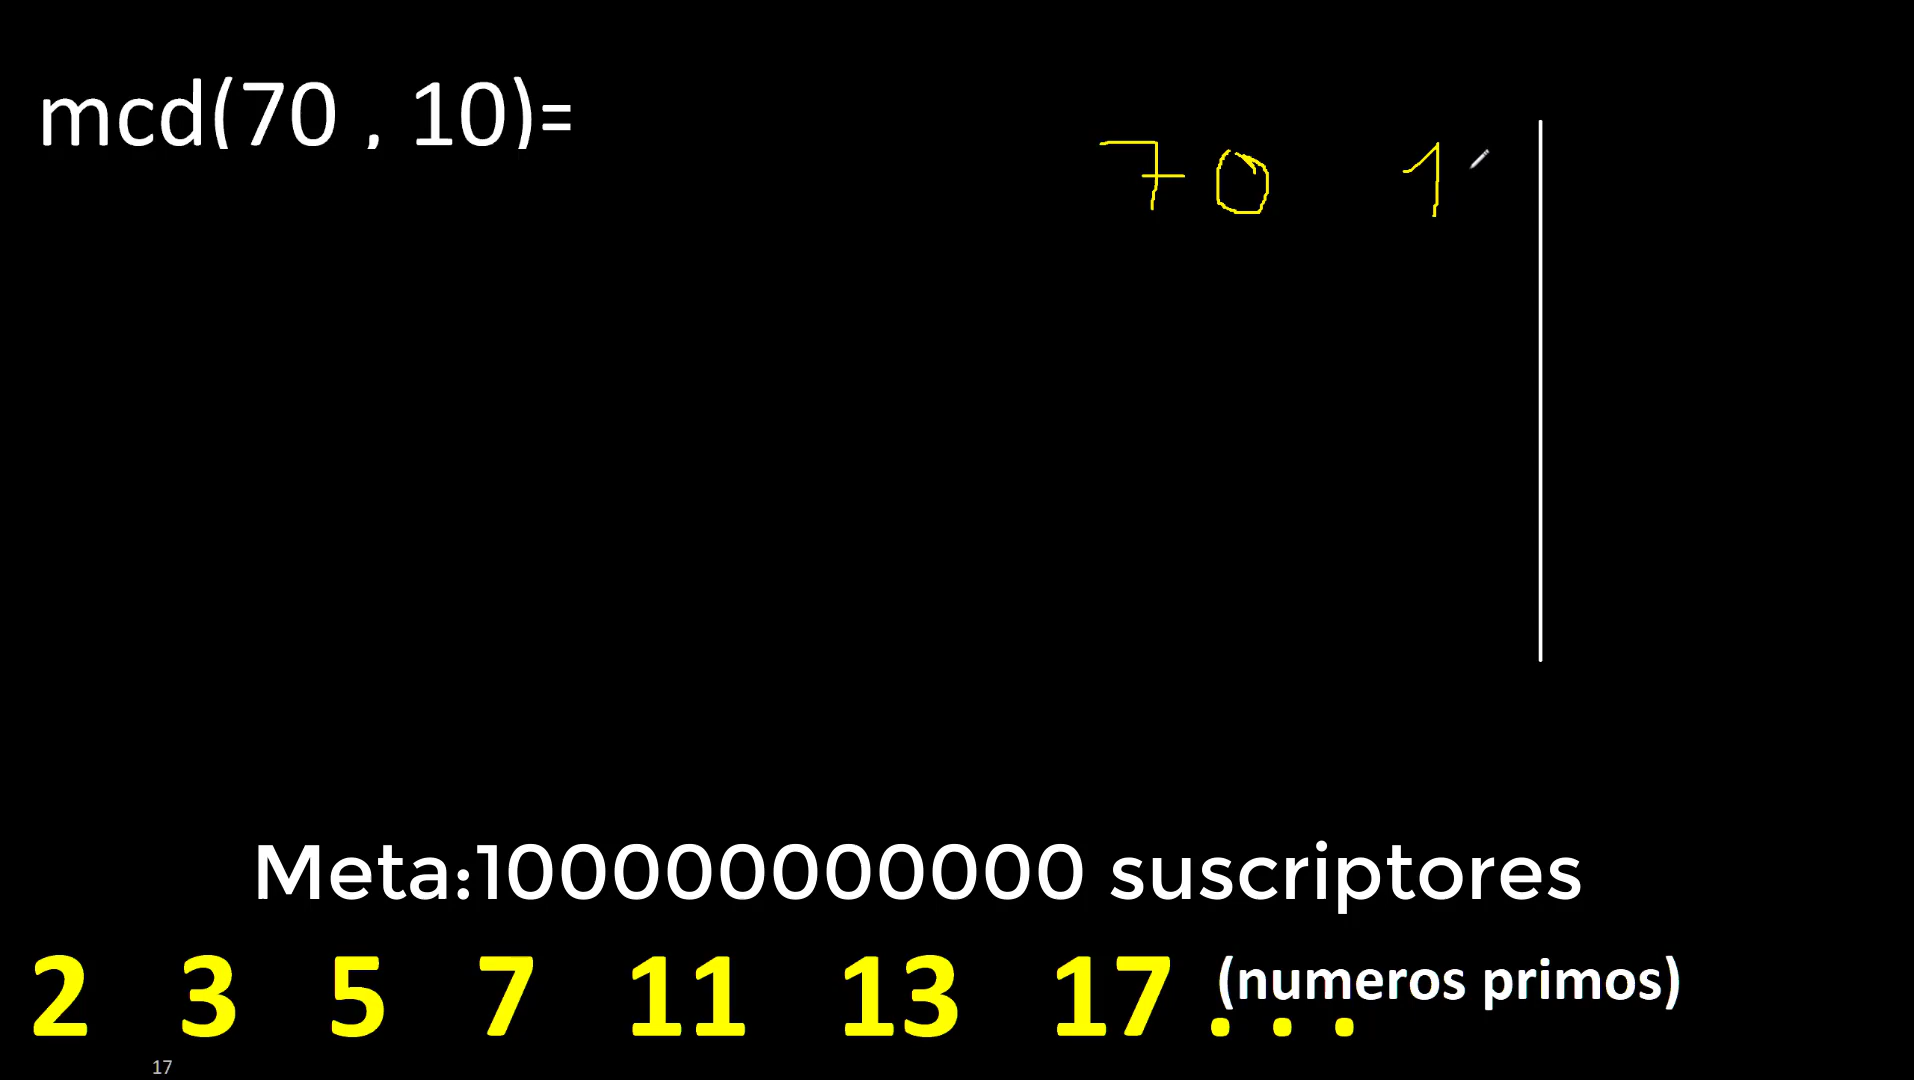 mcd(70 , 10)=
70 1
Meta:100000000000 suscriptores
2 3 5 7 11 13 17 . . . (numeros primos)
17